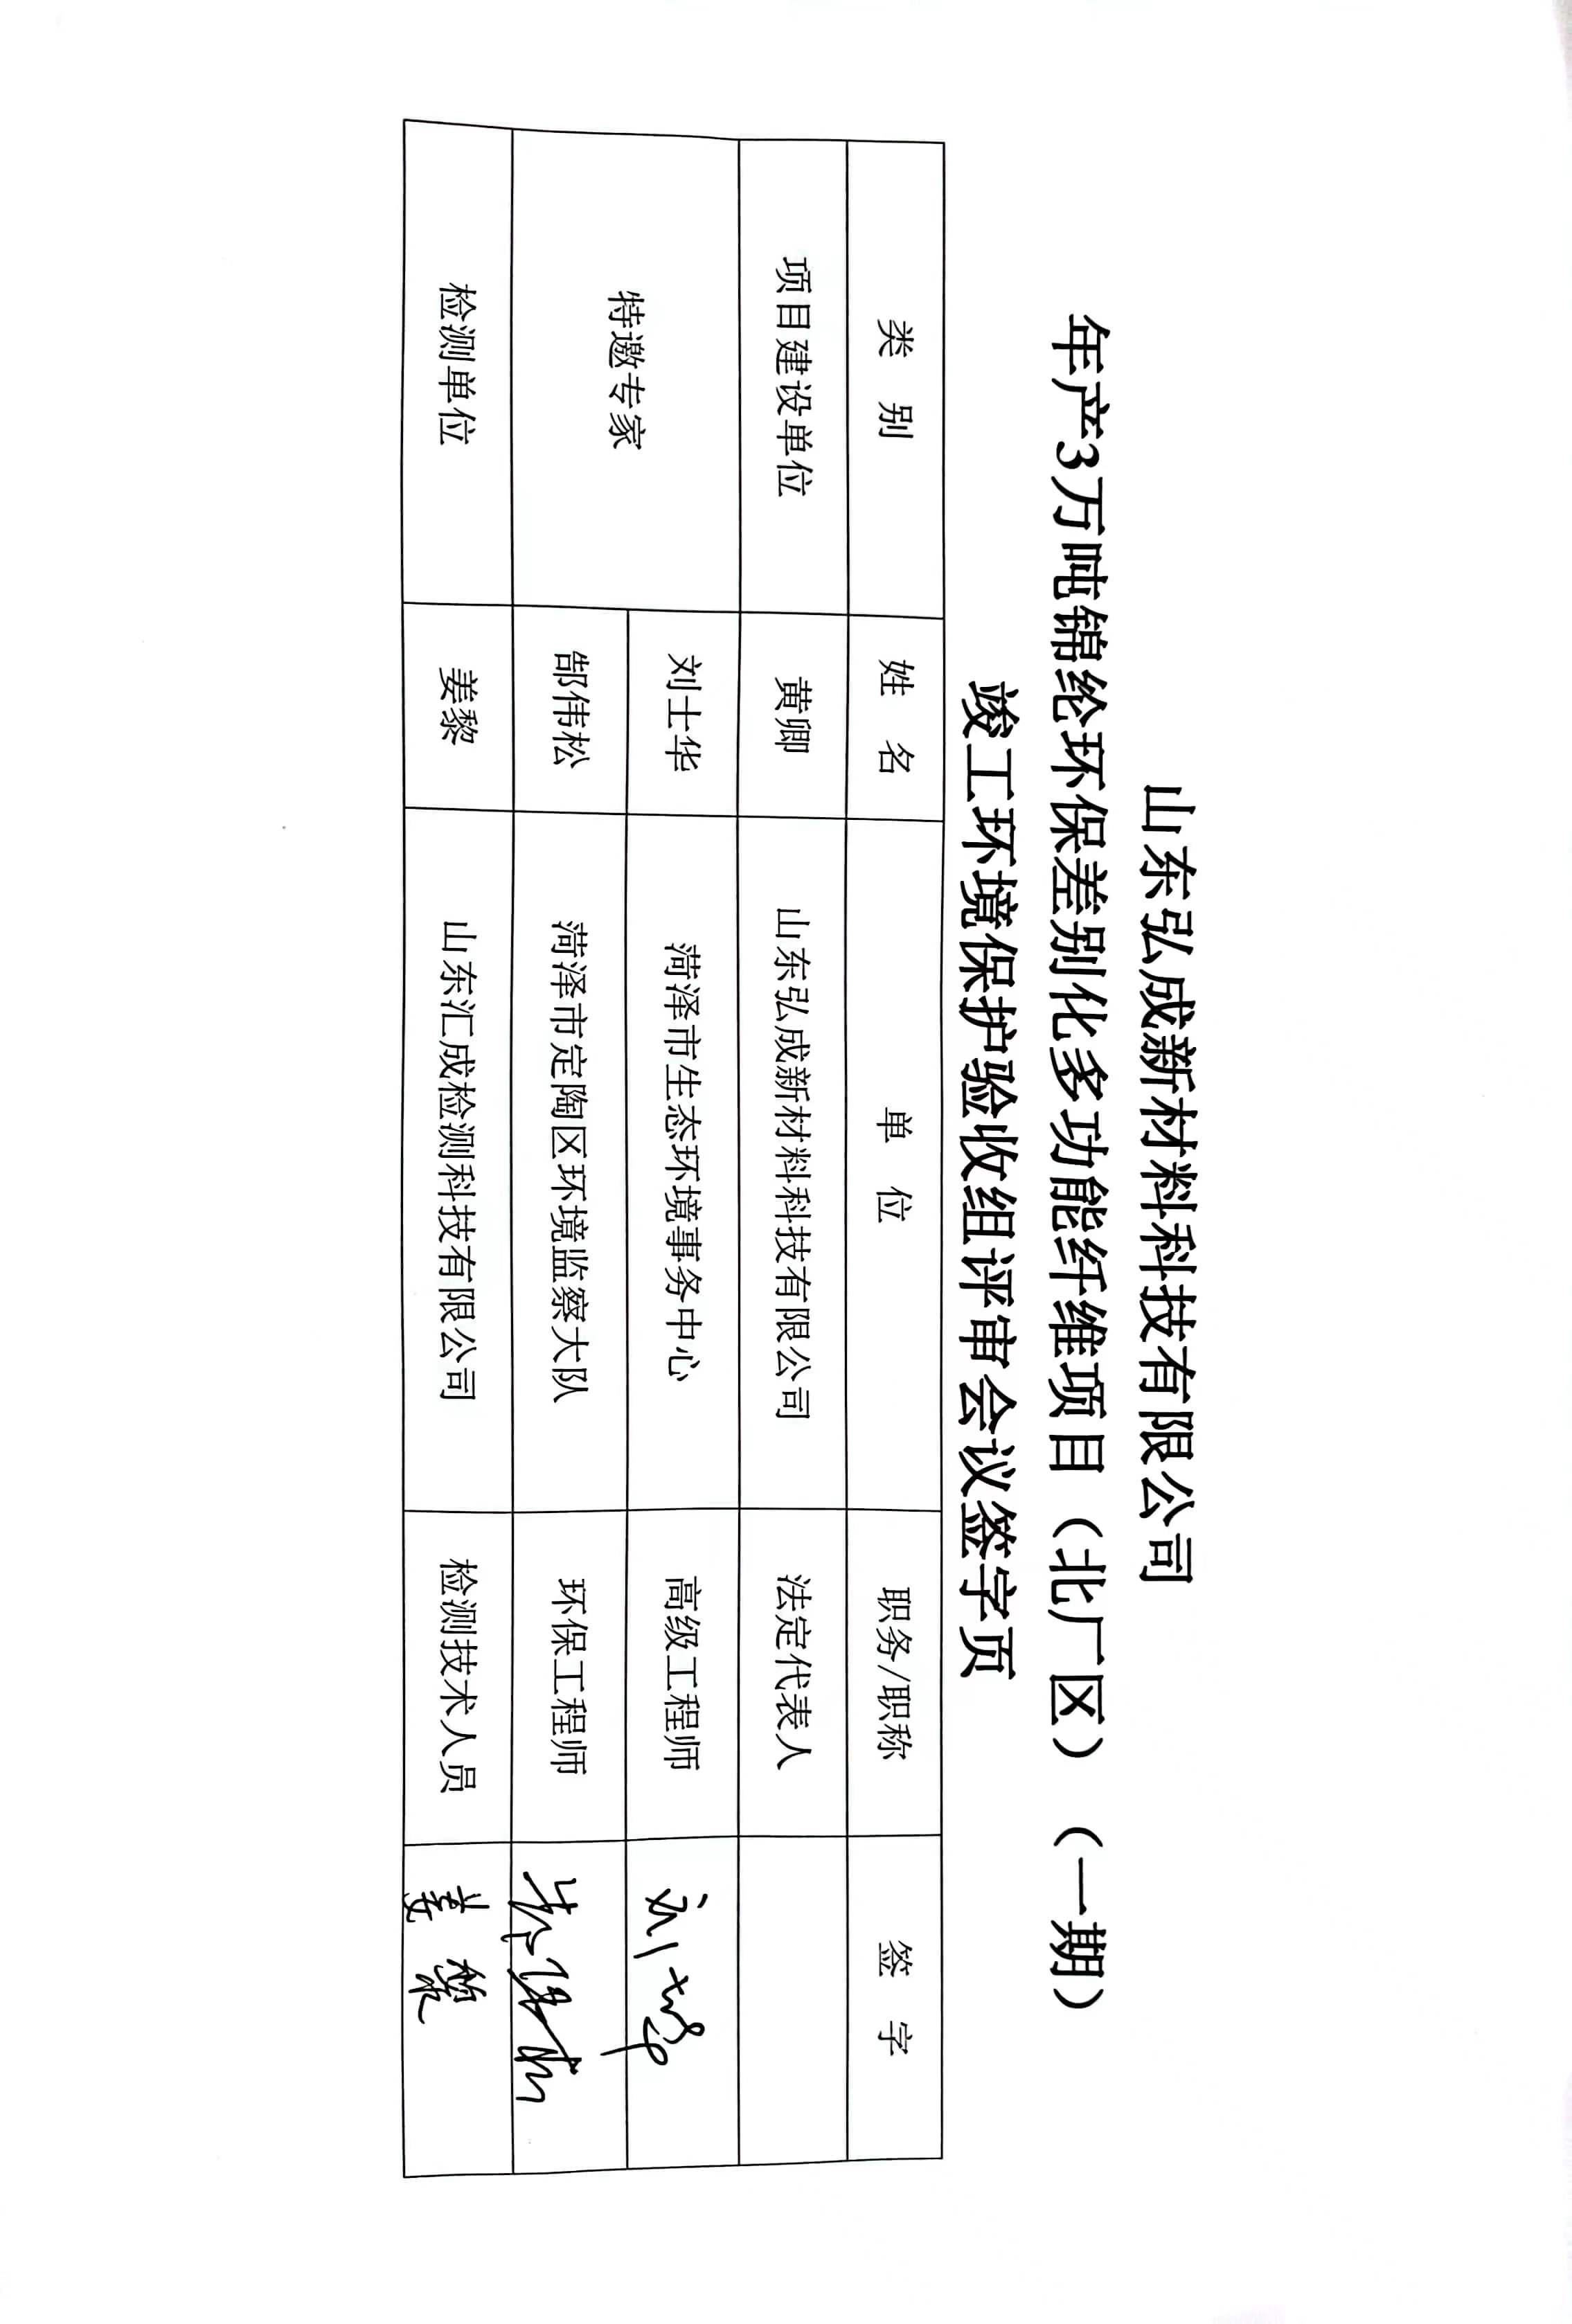 山东弘成新材料科技有限公司
年产3万吨锦纶环保差别化多功能纤维项目（北厂区）（一期）
竣工环境保护验收组评审会议签字页
类 别 姓 名 单 位 职务/职称 签 字
项目建设单位 黄卿 山东弘成新材料科技有限公司 法定代表人
特邀专家 刘士华 菏泽市生态环境事务中心 高级工程师 刘士华
郜伟松 菏泽市定陶区环境监察大队 环保工程师 郜伟松
检测单位 姜黎 山东汇成检测科技有限公司 检测技术人员 姜黎